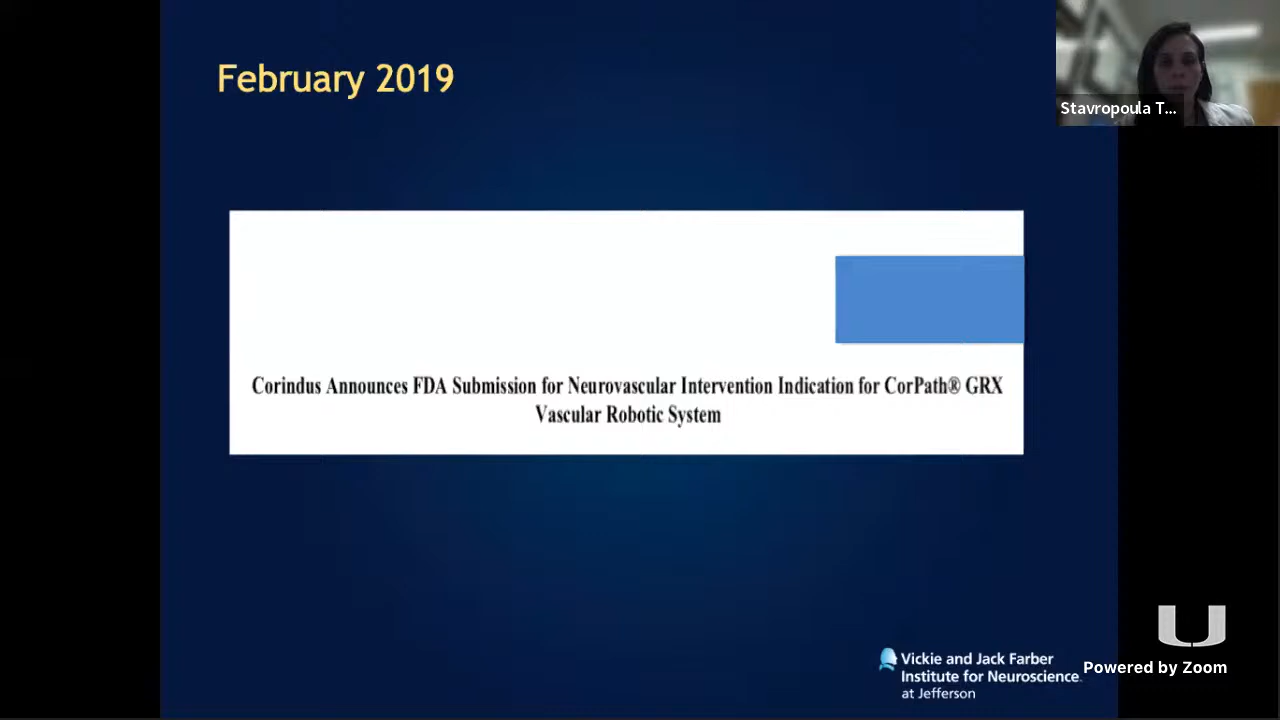 February 2019
Stavropoula T...
Corindus Announces FDA Submission for Neurovascular Intervention Indication for CorPath® GRX
Vascular Robotic System
Vickie and Jack Farber
Institute for Neuroscience
at Jefferson
U
Powered by Zoom